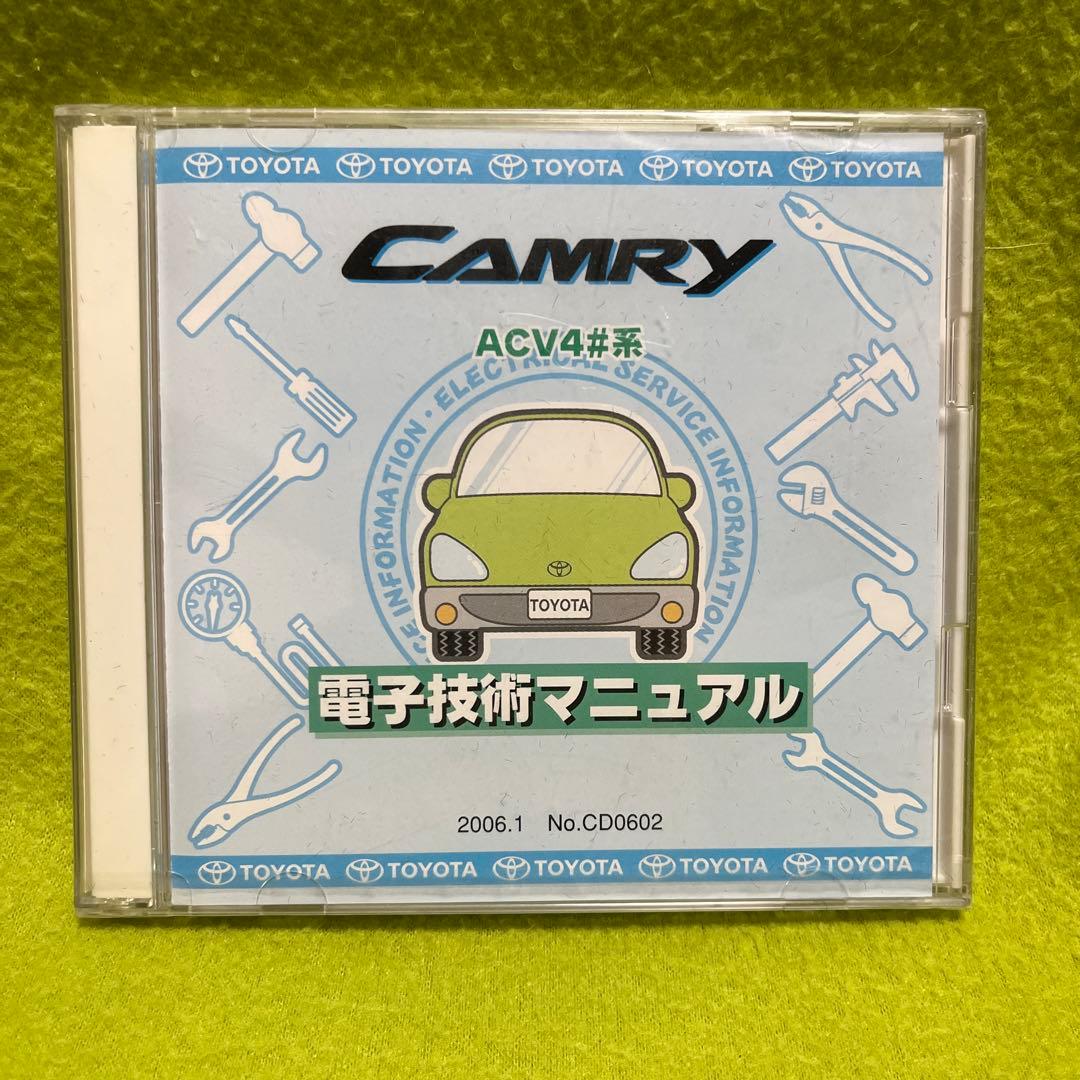 TOYOTA TOYOTA TOYOTA TOYOTA TOYOTA
CAMRY
ACV4#系
INFORMATION・ELECTRICAL SERVICE INFORMATION
TOYOTA
電子技術マニュアル
2006.1 No.CD0602
TOYOTA TOYOTA TOYOTA TOYOTA TOYOTA